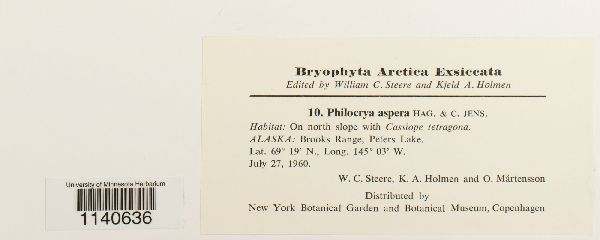 Bryophyta Arctica Exsiccata
Edited by William C. Steere and Kjeld A. Holmen
10. Philocrya aspera HAG. & C. JENS.
Habitat: On north slope with Cassiope tetragona.
ALASKA: Brooks Range, Peters Lake.
Lat. 69° 19' N., Long. 145° 03' W.
July 27, 1960.
W. C. Steere, K. A. Holmen and O. Mårtensson
Distributed by
New York Botanical Garden and Botanical Museum, Copenhagen
University of Minnesota Herbarium
1140636